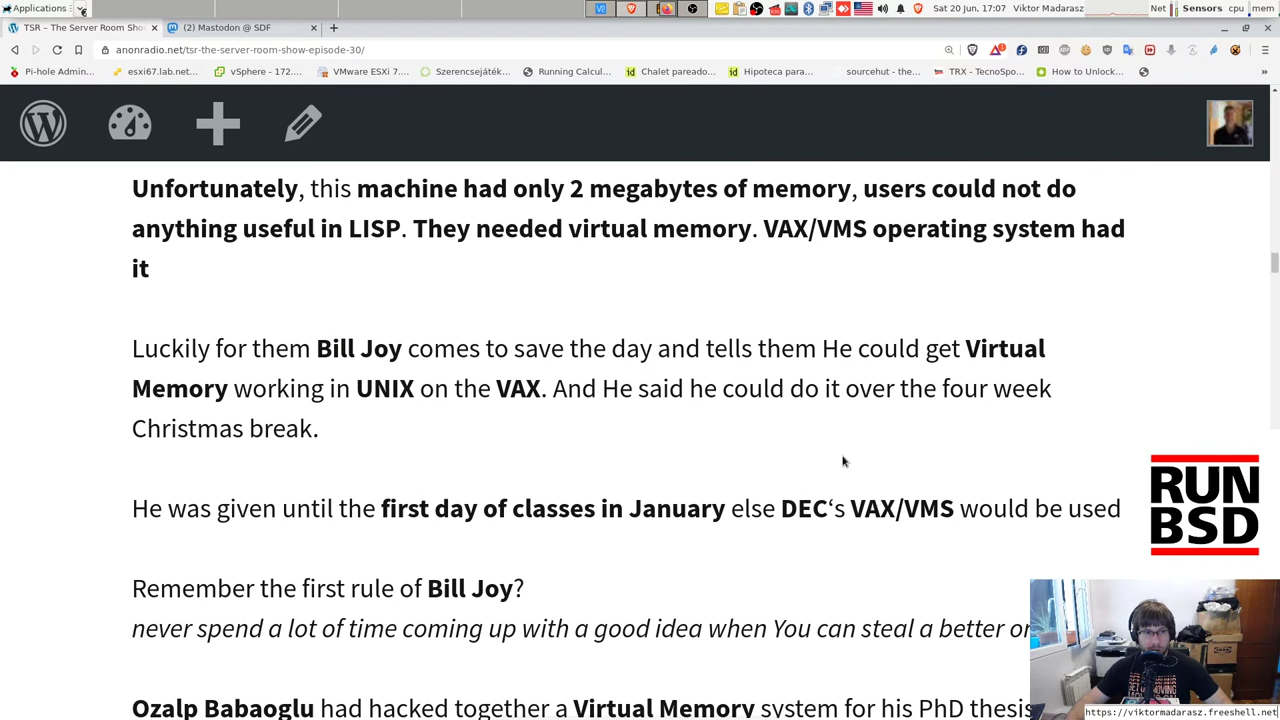 Applications
Sat 20 Jun, 17:07 Viktor Madarasz Net Sensors cpu mem
TSR – The Server Room Sho × (2) Mastodon @ SDF × +
anonradio.net/tsr-the-server-room-show-episode-30/
Pi-hole Admin... esxi67.lab.net... vSphere - 172.... VMware ESXi 7.... Szerencsejáték... Running Calcul... Chalet pareado... Hipoteca para... sourcehut - the... TRX - TecnoSpo... How to Unlock... »
Unfortunately, this machine had only 2 megabytes of memory, users could not do
anything useful in LISP. They needed virtual memory. VAX/VMS operating system had
it
Luckily for them Bill Joy comes to save the day and tells them He could get Virtual
Memory working in UNIX on the VAX. And He said he could do it over the four week
Christmas break.
He was given until the first day of classes in January else DEC‘s VAX/VMS would be used
RUN
BSD
Remember the first rule of Bill Joy?
never spend a lot of time coming up with a good idea when You can steal a better
Ozalp Babaoglu had hacked together a Virtual Memory system for his PhD thesis
https://viktormadarasz.freeshell.net